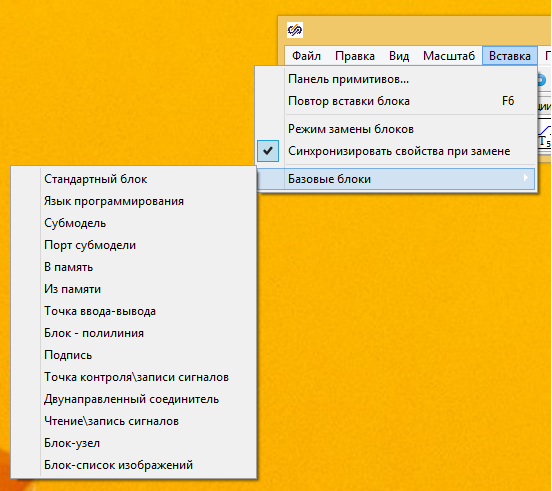 Файл Правка Вид Масштаб Вставка
Панель примитивов...
Повтор вставки блока F6
Режим замены блоков
Синхронизировать свойства при замене
Базовые блоки
Стандартный блок
Язык программирования
Субмодель
Порт субмодели
В память
Из памяти
Точка ввода-вывода
Блок - полилиния
Подпись
Точка контроля\записи сигналов
Двунаправленный соединитель
Чтение\запись сигналов
Блок-узел
Блок-список изображений